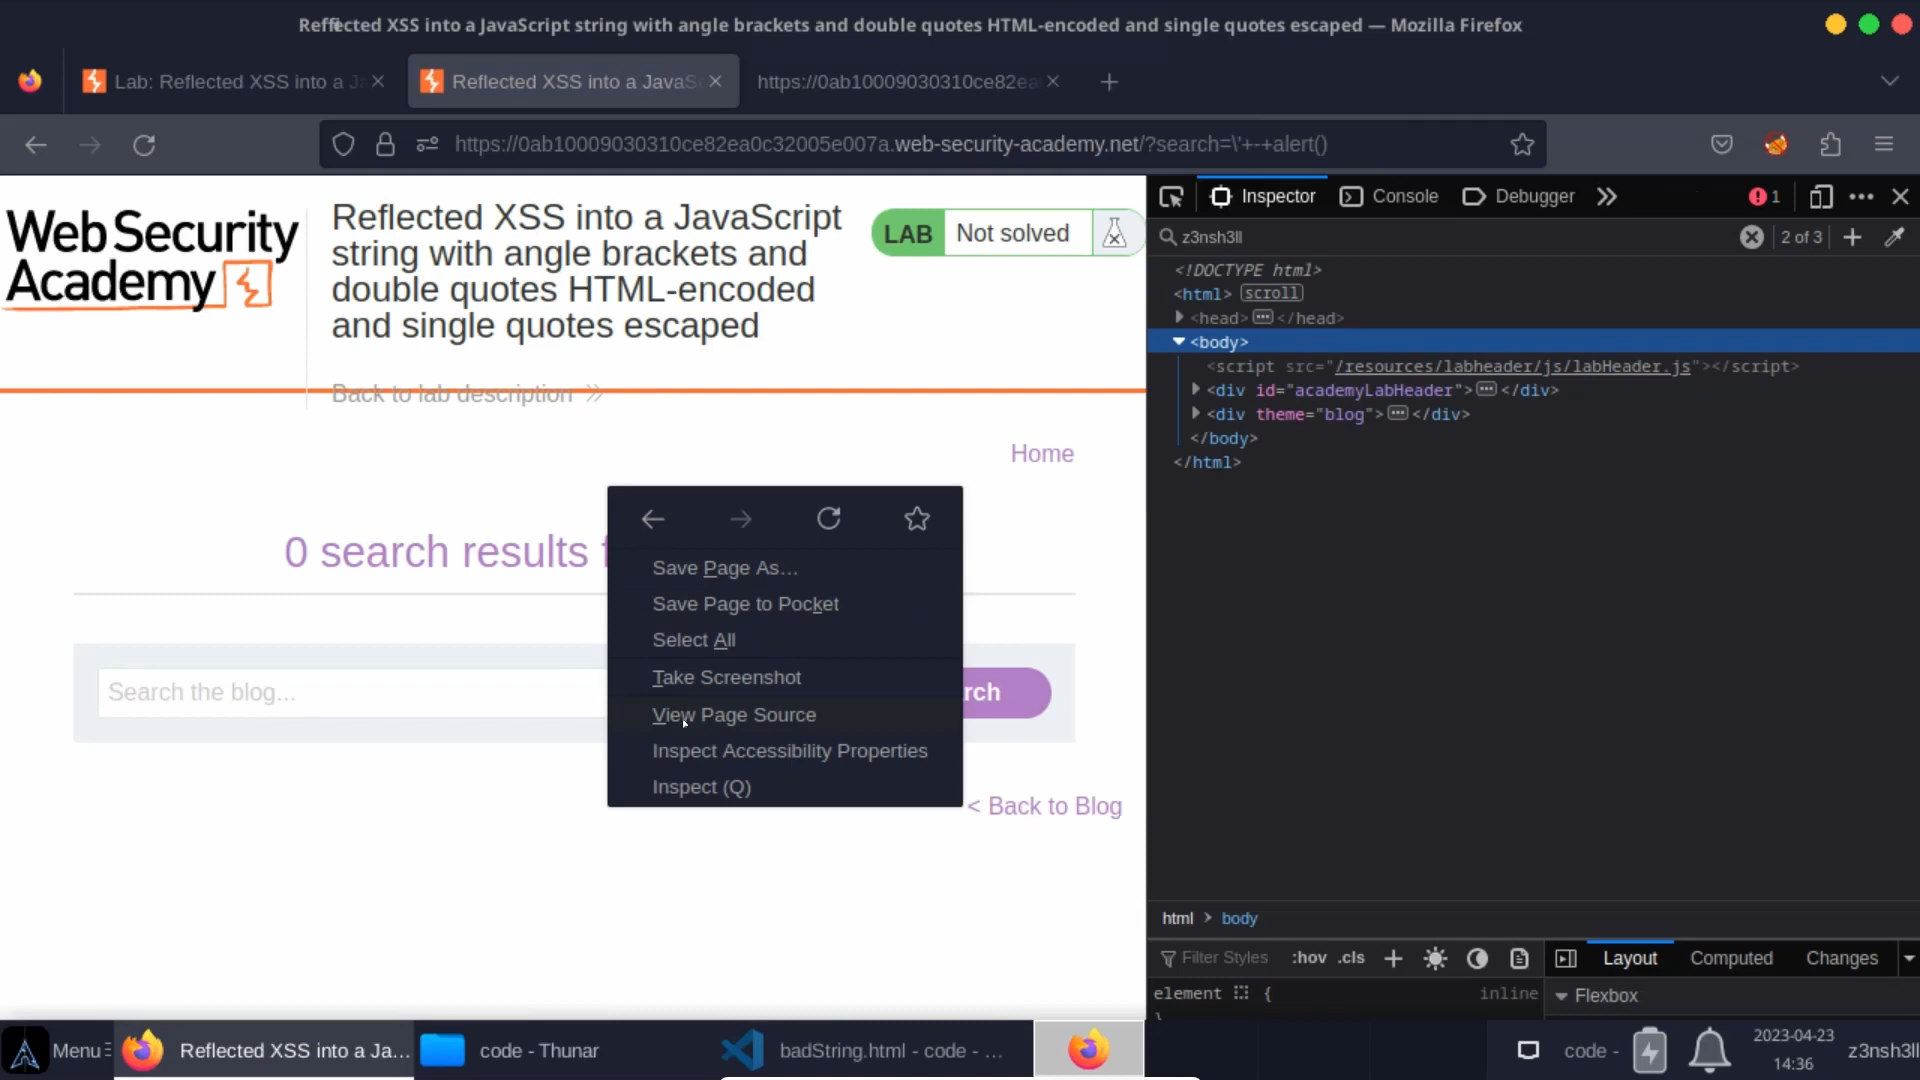 Reflected XSS into a JavaScript string with angle brackets and double quotes HTML-encoded and single quotes escaped — Mozilla Firefox
Lab: Reflected XSS into a Ja
Reflected XSS into a JavaSc
https://0ab10009030310ce82ea
https://0ab10009030310ce82ea0c32005e007a.web-security-academy.net/?search=\'+-+alert()
Web Security
Academy
Reflected XSS into a JavaScript
string with angle brackets and
double quotes HTML-encoded
and single quotes escaped
LAB Not solved
Back to lab description
Home
0 search results f
Search the blog...
rch
< Back to Blog
Save Page As…
Save Page to Pocket
Select All
Take Screenshot
View Page Source
Inspect Accessibility Properties
Inspect (Q)
Inspector Console Debugger 1
z3nsh3ll 2 of 3
<!DOCTYPE html>
<html> scroll
<head> </head>
<body>
<script src="/resources/labheader/js/labHeader.js"></script>
<div id="academyLabHeader"> </div>
<div theme="blog"> </div>
</body>
</html>
html > body
Filter Styles :hov .cls
element { inline
}
Layout Computed Changes
Flexbox
Menu
Reflected XSS into a Ja...
code - Thunar
badString.html - code - ...
code -
2023-04-23
14:36
z3nsh3ll